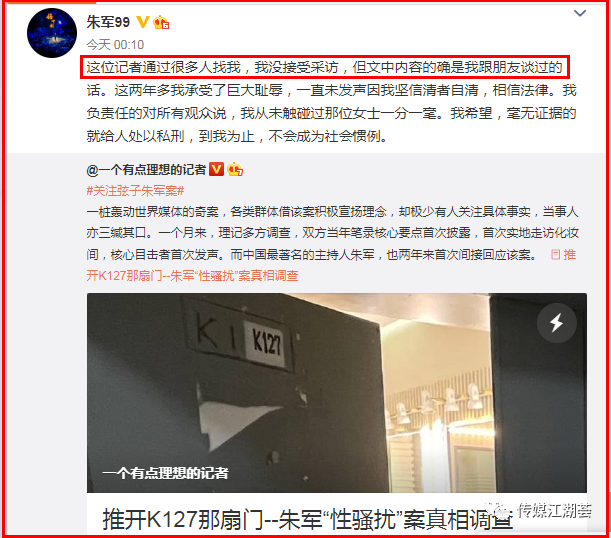 朱军99
今天 00:10
这位记者通过很多人找我，我没接受采访，但文中内容的确是我跟朋友谈过的
话。这两年多我承受了巨大耻辱，一直未发声因我坚信清者自清，相信法律。我
负责任的对所有观众说，我从未触碰过那位女士一分一毫。我希望，毫无证据的
就给人处以私刑，到我为止，不会成为社会惯例。
@一个有点理想的记者
#关注弦子朱军案#
一桩轰动世界媒体的奇案，各类群体借该案积极宣扬理念，却极少有人关注具体事实，当事人
亦三缄其口。一个月来，理记多方调查，双方当年笔录核心要点首次披露，首次实地走访化妆
间，核心目击者首次发声。而中国最著名的主持人朱军，也两年来首次间接回应该案。 推
开K127那扇门--朱军“性骚扰”案真相调查
K1
K127
一个有点理想的记者
推开K127那扇门--朱军“性骚扰”案真相调查
传媒江湖荟